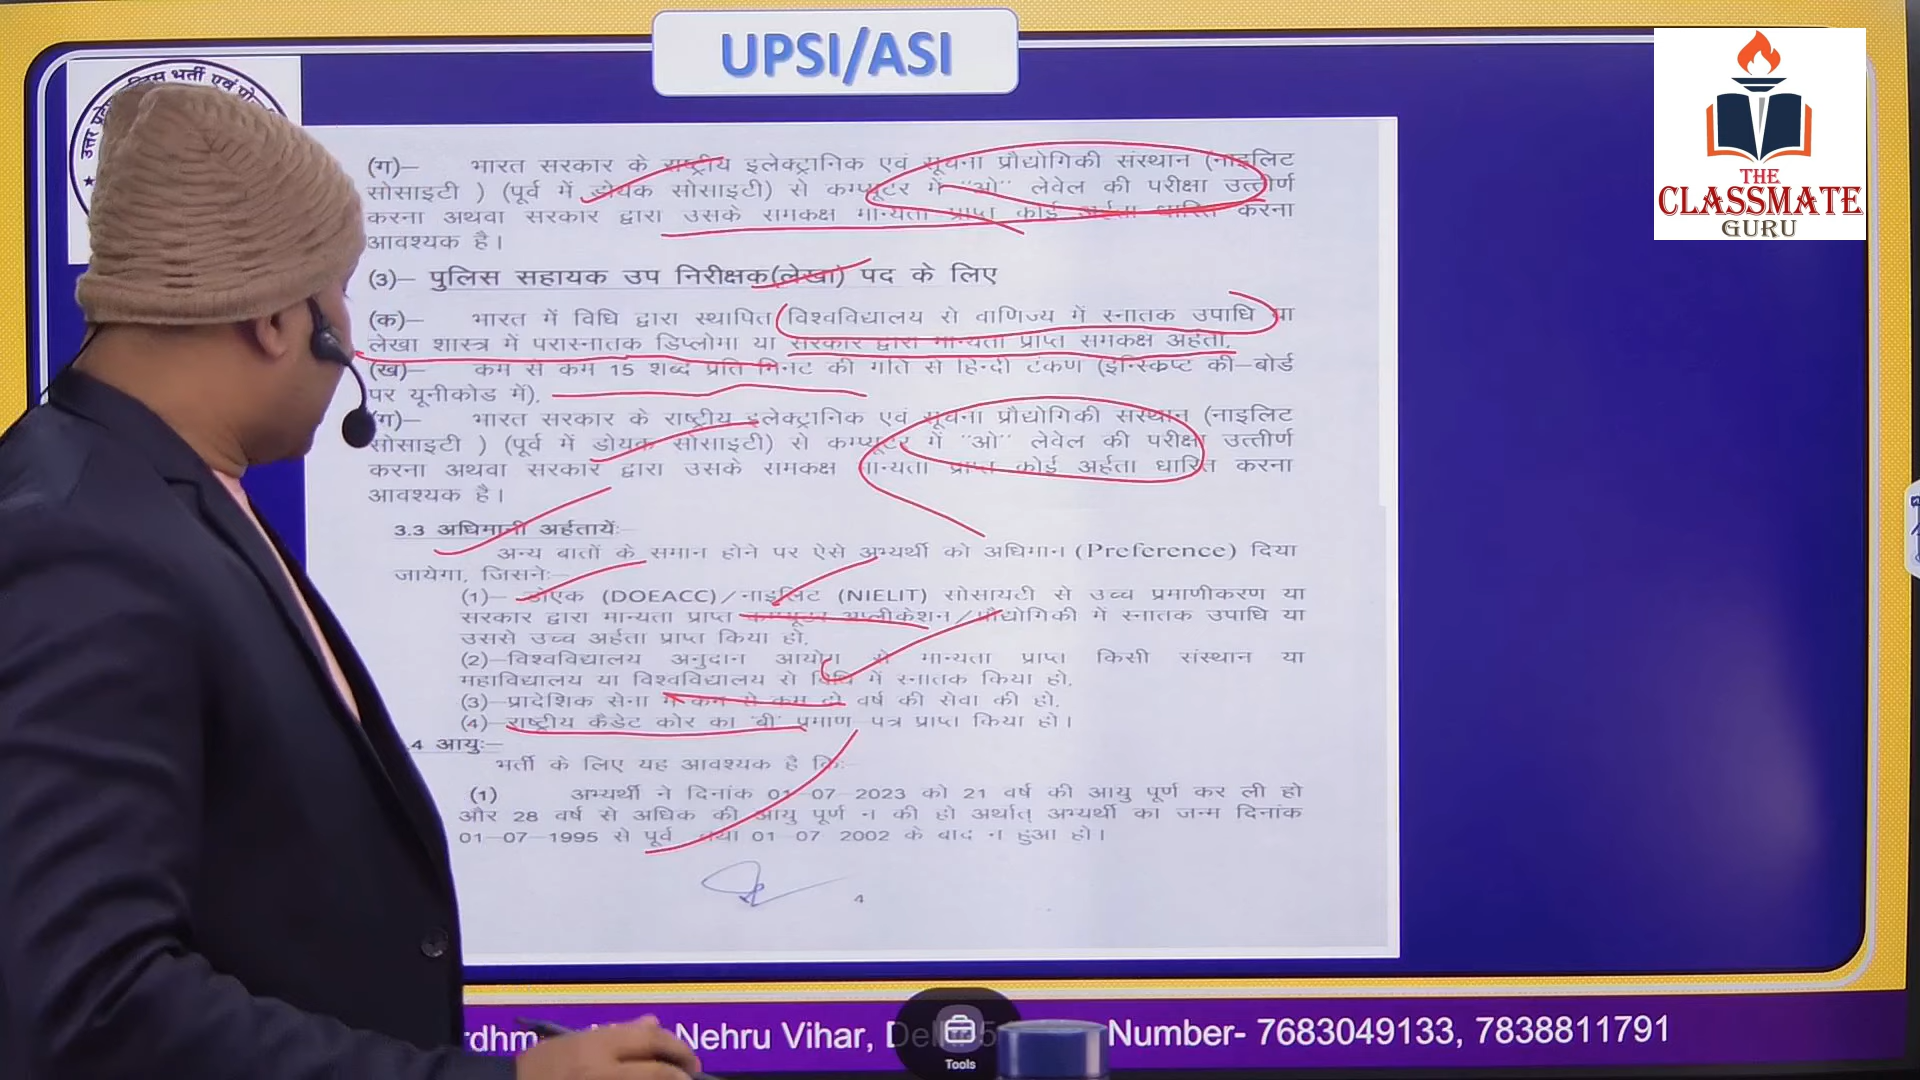 UPSI/ASI
THE
CLASSMATE
GURU
(ग)— भारत सरकार के राष्ट्रीय इलेक्ट्रानिक एवं सूचना प्रौद्योगिकी संस्थान (नाइलिट
सोसाइटी ) (पूर्व में डोयक सोसाइटी) से कम्प्यूटर में "ओ" लेवेल की परीक्षा उत्तीर्ण
करना अथवा सरकार द्वारा उसके समकक्ष मान्यता प्राप्त कोई अर्हता धारित करना
आवश्यक है।
(3)— पुलिस सहायक उप निरीक्षक(लेखा) पद के लिए
(क)— भारत में विधि द्वारा स्थापित विश्वविद्यालय से वाणिज्य में स्नातक उपाधि या
लेखा शास्त्र में परास्नातक डिप्लोमा या सरकार द्वारा मान्यता प्राप्त समकक्ष अर्हता,
(ख)— कम से कम 15 शब्द प्रति मिनट की गति से हिन्दी टंकण (इन्स्क्रिप्ट की—बोर्ड
पर यूनीकोड में),
(ग)— भारत सरकार के राष्ट्रीय इलेक्ट्रानिक एवं सूचना प्रौद्योगिकी संस्थान (नाइलिट
सोसाइटी ) (पूर्व में डोयक सोसाइटी) से कम्प्यूटर में "ओ" लेवेल की परीक्षा उत्तीर्ण
करना अथवा सरकार द्वारा उसके समकक्ष मान्यता प्राप्त कोई अर्हता धारित करना
आवश्यक है।
3.3 अधिमानी अर्हतायें:—
अन्य बातों के समान होने पर ऐसे अभ्यर्थी को अधिमान (Preference) दिया
जायेगा, जिसने:—
(1)— डोएक (DOEACC)/नाइलिट (NIELIT) सोसायटी से उच्च प्रमाणीकरण या
सरकार द्वारा मान्यता प्राप्त कम्प्यूटर अप्लीकेशन/प्रौद्योगिकी में स्नातक उपाधि या
उससे उच्च अर्हता प्राप्त किया हो,
(2)—विश्वविद्यालय अनुदान आयोग से मान्यता प्राप्त किसी संस्थान या
महाविद्यालय या विश्वविद्यालय से विधि में स्नातक किया हो,
(3)—प्रादेशिक सेना में कम से कम दो वर्ष की सेवा की हो,
(4)— राष्ट्रीय कैडेट कोर का 'बी' प्रमाण पत्र प्राप्त किया हो।
.4 आयु:—
भर्ती के लिए यह आवश्यक है कि:—
(1) अभ्यर्थी ने दिनांक 01—07—2023 को 21 वर्ष की आयु पूर्ण कर ली हो
और 28 वर्ष से अधिक की आयु पूर्ण न की हो अर्थात् अभ्यर्थी का जन्म दिनांक
01—07—1995 से पूर्व तथा 01—07—2002 के बाद न हुआ हो।
4
Nehru Vihar, Number- 7683049133, 7838811791
Tools